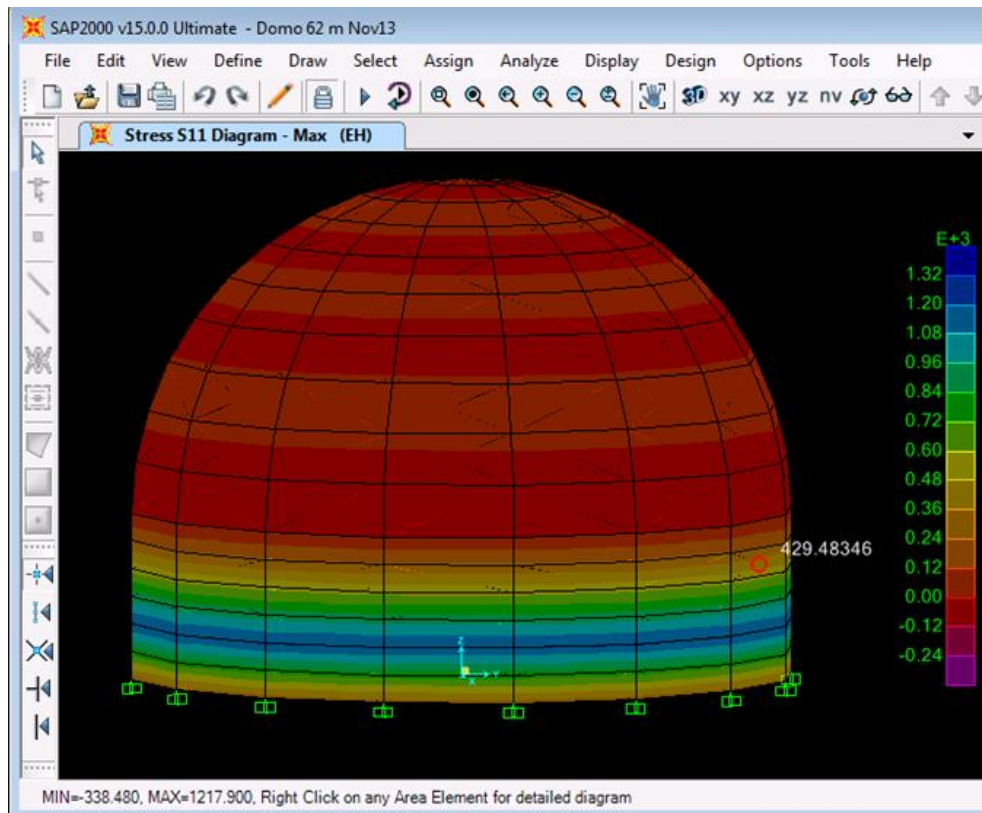 SAP2000 v15.0.0 Ultimate - Domo 62 m Nov13
File Edit View Define Draw Select Assign Analyze Display Design Options Tools Help
3D xy xz yz nv
Stress S11 Diagram - Max (EH)
E+3
1.32
1.20
1.08
0.96
0.84
0.72
0.60
0.48
0.36
0.24
0.12
0.00
-0.12
-0.24
429.48346
Z
Y
X
MIN=-338.480, MAX=1217.900, Right Click on any Area Element for detailed diagram